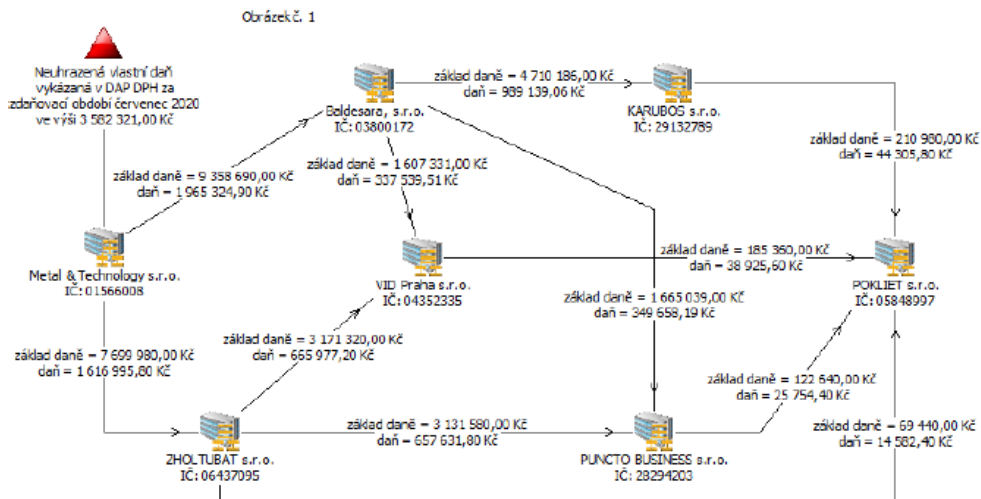 Obrázek č. 1
Neuhrazená vlastní daň
vykázaná v DAP DPH za
zdaňovací období červenec 2020
ve výši 3 582 321,00 Kč
Baldesara, s.r.o.
IČ: 03800172
základ daně = 4 710 186,00 Kč
daň = 989 139,06 Kč
KARUBOS s.r.o.
IČ: 29132789
základ daně = 210 980,00 Kč
daň = 44 305,80 Kč
základ daně = 9 358 690,00 Kč
daň = 1 965 324,90 Kč
základ daně = 1 607 331,00 Kč
daň = 337 539,51 Kč
Metal & Technology s.r.o.
IČ: 01566008
VID Praha s.r.o.
IČ: 04352335
základ daně = 185 360,00 Kč
daň = 38 925,60 Kč
POKLIET s.r.o.
IČ: 05848997
základ daně = 1 665 039,00 Kč
daň = 349 658,19 Kč
základ daně = 3 171 320,00 Kč
daň = 665 977,20 Kč
základ daně = 7 699 980,00 Kč
daň = 1 616 995,80 Kč
základ daně = 122 640,00 Kč
daň = 25 754,40 Kč
základ daně = 3 131 580,00 Kč
daň = 657 631,80 Kč
základ daně = 69 440,00 Kč
daň = 14 582,40 Kč
ZHOLTUBAT s.r.o.
IČ: 06437095
PUNCTO BUSINESS s.r.o.
IČ: 28294203